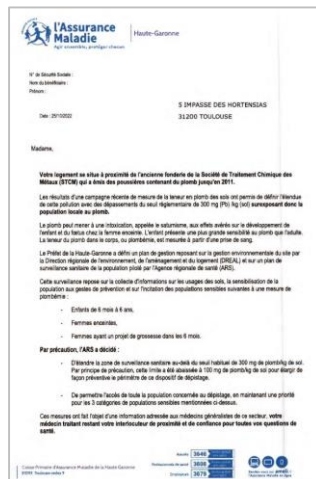 l'Assurance
Maladie
Agir ensemble, protéger chacun
Haute-Garonne
N° de Sécurité Sociale :
Nom du bénéficiaire :
Prénom :
5 IMPASSE DES HORTENSIAS
Date : 25/10/2022
31200 TOULOUSE
Madame,
Votre logement se situe à proximité de l'ancienne fonderie de la Société de Traitement Chimique des
Métaux (STCM) qui a émis des poussières contenant du plomb jusqu'en 2011.
Les résultats d'une campagne récente de mesure de la teneur en plomb des sols ont permis de définir l'étendue
de cette pollution avec des dépassements du seuil réglementaire de 300 mg (Pb) /kg (sol) surexposant donc la
population locale au plomb.
Le plomb peut mener à une intoxication, appelée le saturnisme, aux effets avérés sur le développement de
l'enfant et du fœtus chez la femme enceinte. L'enfant présente une plus grande sensibilité au plomb que l'adulte.
La teneur du plomb dans le corps, ou plombémie, est mesurée à partir d'une prise de sang.
Le Préfet de la Haute-Garonne a défini un plan de gestion reposant sur la gestion environnementale du site par
la Direction régionale de l'environnement, de l'aménagement et du logement (DREAL) et sur un plan de
surveillance sanitaire de la population piloté par l'Agence régionale de santé (ARS).
Cette surveillance repose sur la collecte d'informations sur les usages des sols, la sensibilisation de la
population aux gestes de prévention et sur l'incitation des populations sensibles suivantes à une mesure de
plombémie :
- Enfants de 6 mois à 6 ans,
- Femmes enceintes,
- Femmes ayant un projet de grossesse dans les 6 mois.
Par précaution, l'ARS a décidé :
- D'étendre la zone de surveillance sanitaire au-delà du seuil habituel de 300 mg de plomb/kg de sol.
Par principe de précaution, cette limite a été abaissée à 100 mg de plomb/kg de sol pour élargir de
façon préventive le périmètre de ce dispositif de dépistage.
- De permettre l'accès de toute la population concernée au dépistage, en maintenant une priorité
pour les 3 catégories de populations sensibles mentionnées ci-dessus.
Ces mesures ont fait l'objet d'une information adressée aux médecins généralistes de ce secteur, votre
médecin traitant restant votre interlocuteur de proximité et de confiance pour toutes vos questions de
santé.
3646
Caisse Primaire d'Assurance Maladie de la Haute-Garonne
Professionnels de santé
3608
3679